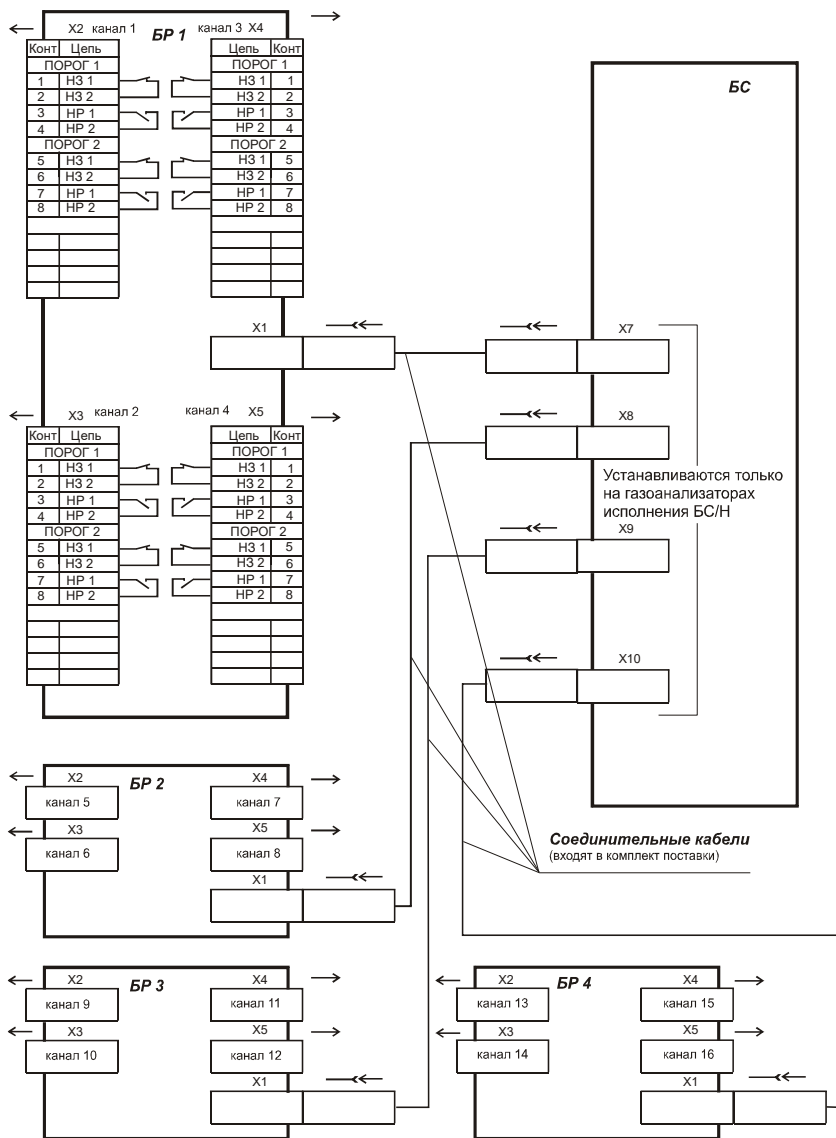 X2 канал 1
БР 1
канал 3 X4
Конт Цепь
ПОРОГ 1
1 НЗ 1
2 НЗ 2
3 НР 1
4 НР 2
ПОРОГ 2
5 НЗ 1
6 НЗ 2
7 НР 1
8 НР 2
Цепь Конт
ПОРОГ 1
НЗ 1 1
НЗ 2 2
НР 1 3
НР 2 4
ПОРОГ 2
НЗ 1 5
НЗ 2 6
НР 1 7
НР 2 8
X1
X3 канал 2
канал 4 X5
Конт Цепь
ПОРОГ 1
1 НЗ 1
2 НЗ 2
3 НР 1
4 НР 2
ПОРОГ 2
5 НЗ 1
6 НЗ 2
7 НР 1
8 НР 2
Цепь Конт
ПОРОГ 1
НЗ 1 1
НЗ 2 2
НР 1 3
НР 2 4
ПОРОГ 2
НЗ 1 5
НЗ 2 6
НР 1 7
НР 2 8
БС
X7
X8
Устанавливаются только
на газоанализаторах
исполнения БС/Н
X9
X10
БР 2
X2
канал 5
X4
канал 7
X3
канал 6
X5
канал 8
X1
Соединительные кабели
(входят в комплект поставки)
БР 3
X2
канал 9
X4
канал 11
X3
канал 10
X5
канал 12
X1
БР 4
X2
канал 13
X4
канал 15
X3
канал 14
X5
канал 16
X1